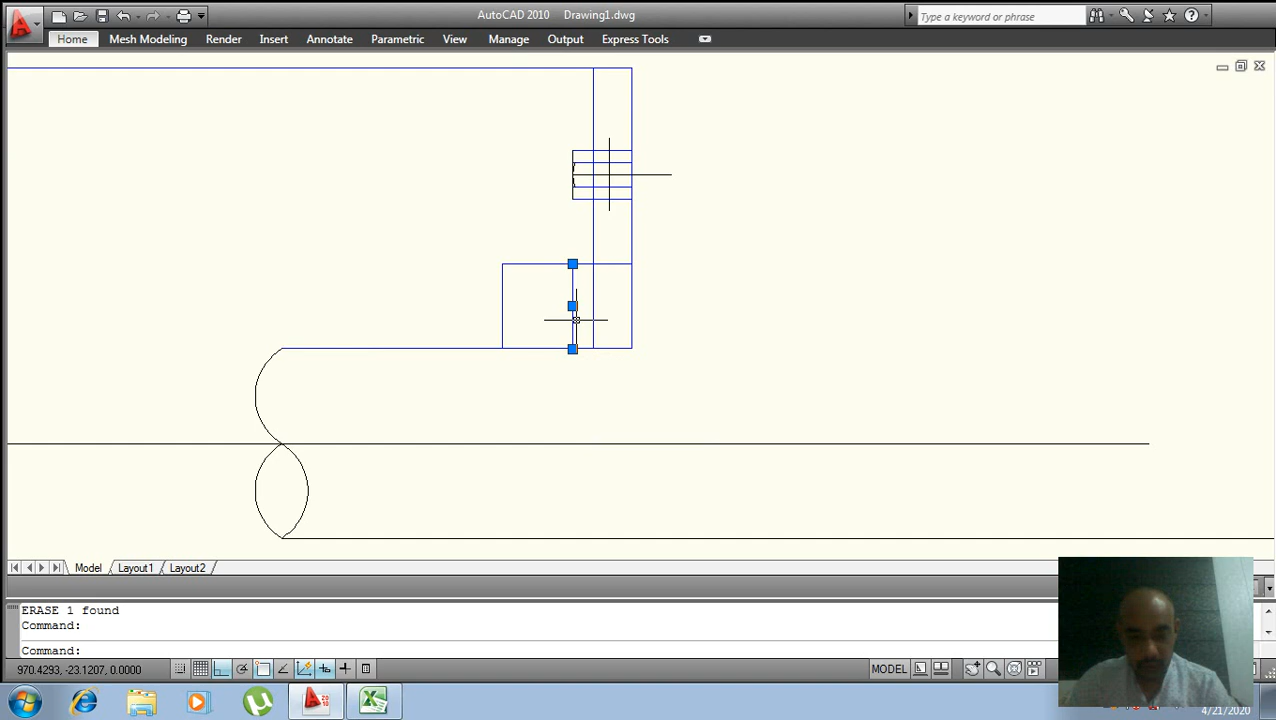 AutoCAD 2010 Drawing1.dwg
Type a keyword or phrase
Home Mesh Modeling Render Insert Annotate Parametric View Manage Output Express Tools
Model Layout1 Layout2
ERASE 1 found
Command:
Command:
970.4293, -23.1207, 0.0000
MODEL
4/21/2020